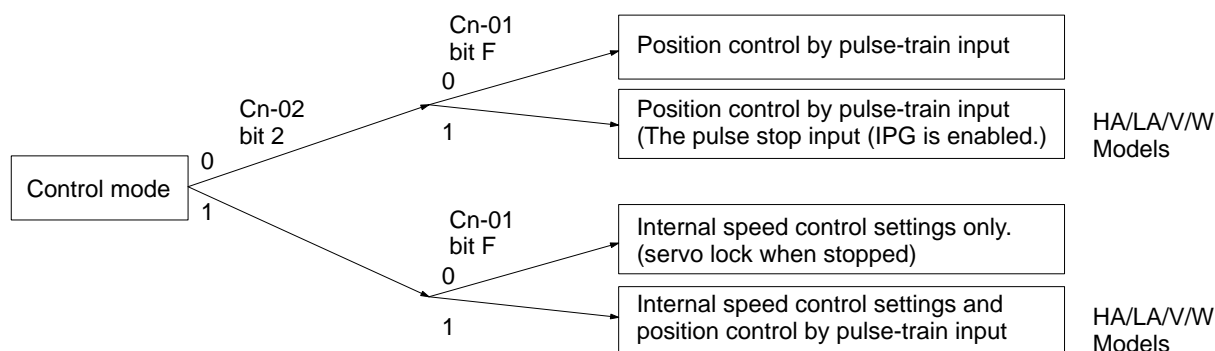 Control mode
0
1
Cn-02
bit 2
Cn-01
bit F
0
1
Position control by pulse-train input
Position control by pulse-train input
(The pulse stop input (IPG is enabled.)
HA/LA/V/W
Models
Cn-01
bit F
0
1
Internal speed control settings only.
(servo lock when stopped)
Internal speed control settings and
position control by pulse-train input
HA/LA/V/W
Models